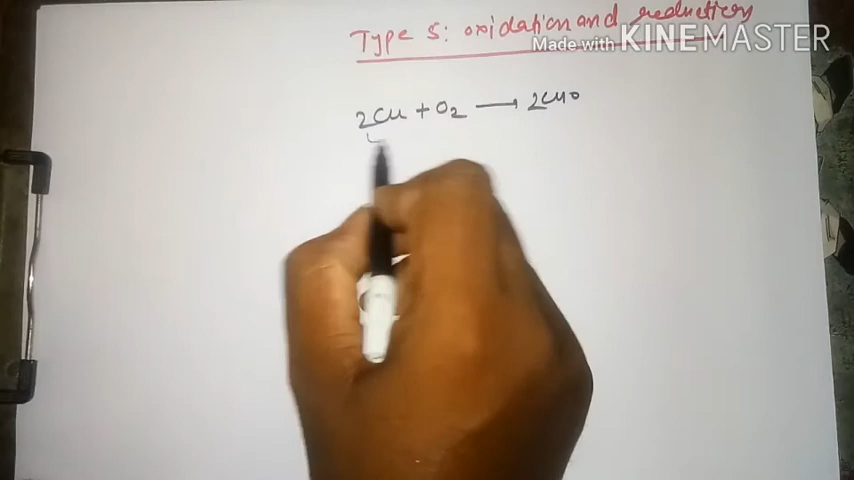 Type 5: oxidation and reduction
Made with KINEMASTER
2Cu + O2 → 2CuO